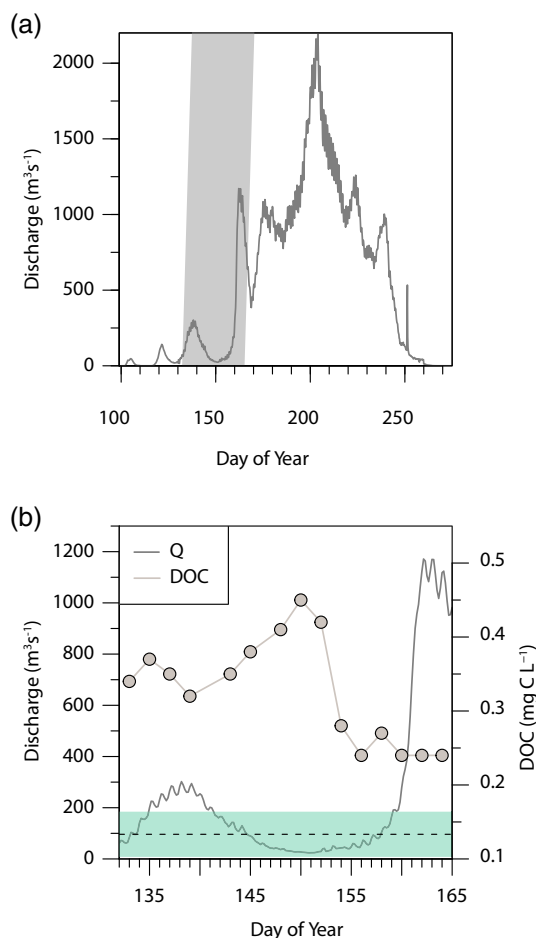 (a)
2000
1500
1000
500
0
Discharge (m³s⁻¹)
100 150 200 250
Day of Year
(b)
Q
DOC
1200
1000
800
600
400
200
0
Discharge (m³s⁻¹)
0.5
0.4
0.3
0.2
0.1
DOC (mg C L⁻¹)
135 145 155 165
Day of Year